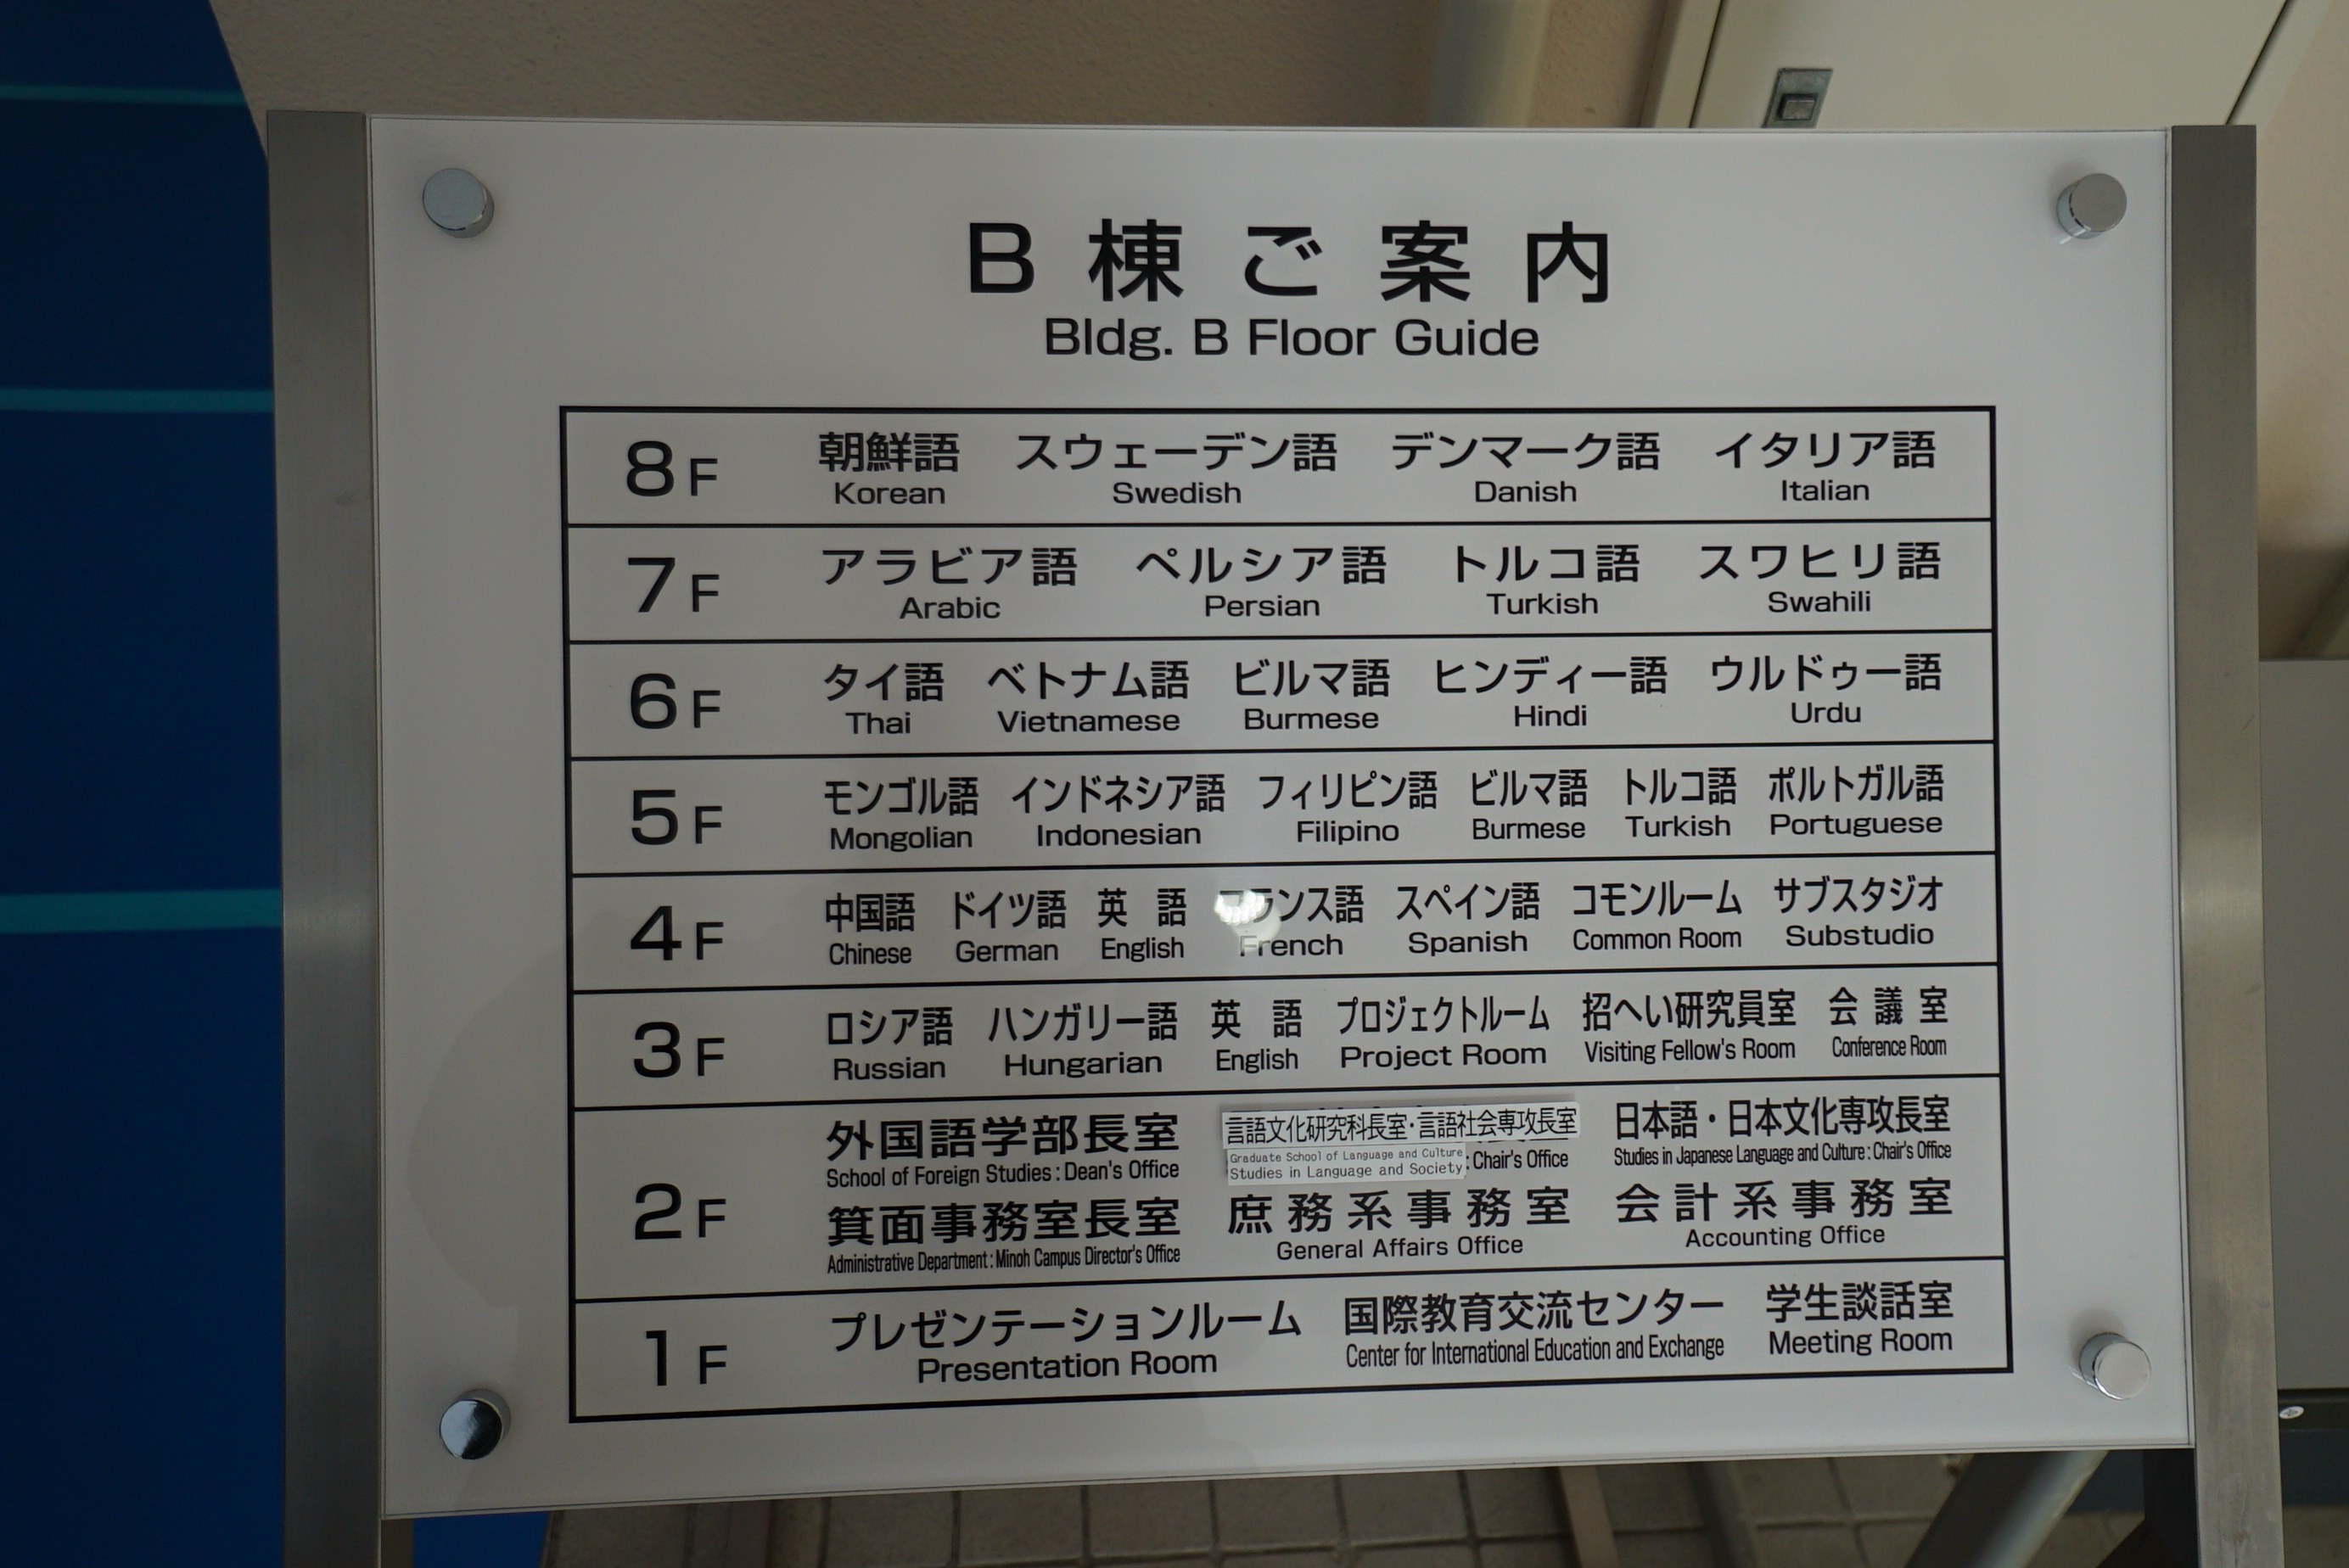 B棟ご案内
Bldg. B Floor Guide
8F 朝鮮語 スウェーデン語 デンマーク語 イタリア語
Korean Swedish Danish Italian
7F アラビア語 ペルシア語 トルコ語 スワヒリ語
Arabic Persian Turkish Swahili
6F タイ語 ベトナム語 ビルマ語 ヒンディー語 ウルドゥー語
Thai Vietnamese Burmese Hindi Urdu
5F モンゴル語 インドネシア語 フィリピン語 ビルマ語 トルコ語 ポルトガル語
Mongolian Indonesian Filipino Burmese Turkish Portuguese
4F 中国語 ドイツ語 英語 フランス語 スペイン語 コモンルーム サブスタジオ
Chinese German English French Spanish Common Room Substudio
3F ロシア語 ハンガリー語 英語 プロジェクトルーム 招へい研究員室 会議室
Russian Hungarian English Project Room Visiting Fellow's Room Conference Room
2F 外国語学部長室 言語文化研究科長室・言語社会専攻長室 日本語・日本文化専攻長室
School of Foreign Studies : Dean's Office Graduate School of Language and Culture Studies in Language and Society : Chair's Office Studies in Japanese Language and Culture : Chair's Office
箕面事務室長室 庶務系事務室 会計系事務室
Administrative Department : Minoh Campus Director's Office General Affairs Office Accounting Office
1F プレゼンテーションルーム 国際教育交流センター 学生談話室
Presentation Room Center for International Education and Exchange Meeting Room